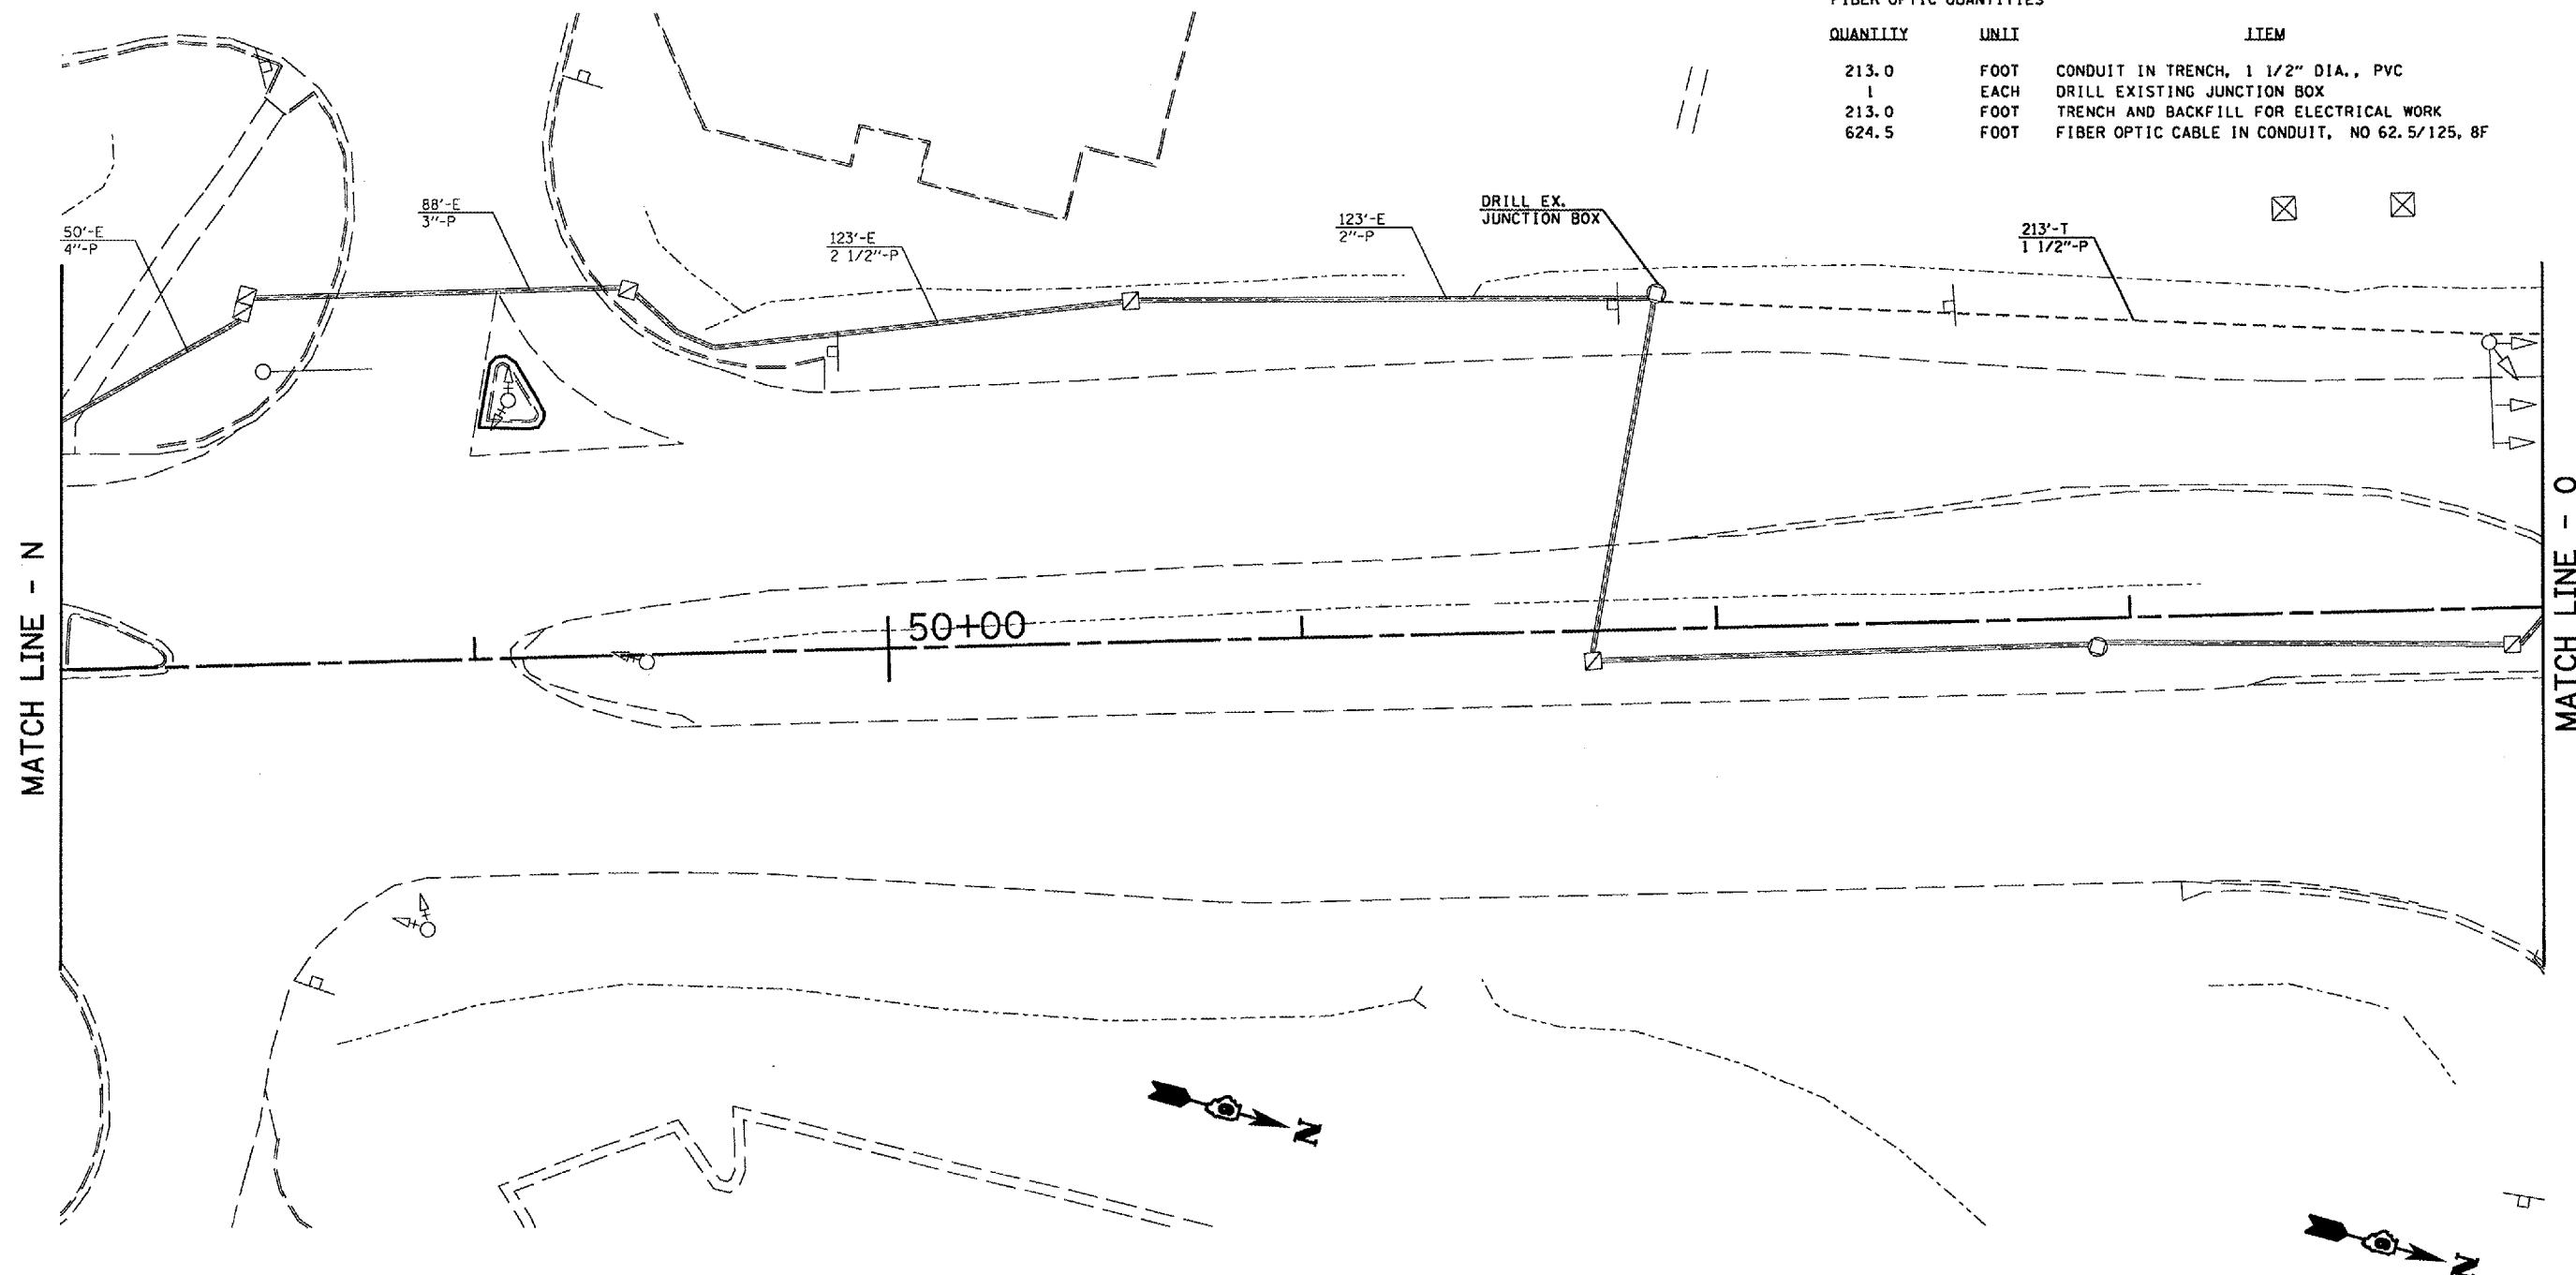 FIBER OPTIC QUANTITIES
QUANTITY UNIT ITEM
213.0 FOOT CONDUIT IN TRENCH, 1 1/2" DIA., PVC
1 EACH DRILL EXISTING JUNCTION BOX
213.0 FOOT TRENCH AND BACKFILL FOR ELECTRICAL WORK
624.5 FOOT FIBER OPTIC CABLE IN CONDUIT, NO 62.5/125, 8F
50'-E
4"-P
88'-E
3"-P
123'-E
2 1/2"-P
123'-E
2"-P
DRILL EX.
JUNCTION BOX
213'-T
1 1/2"-P
MATCH LINE - N
50+00
MATCH LINE - O
N
N